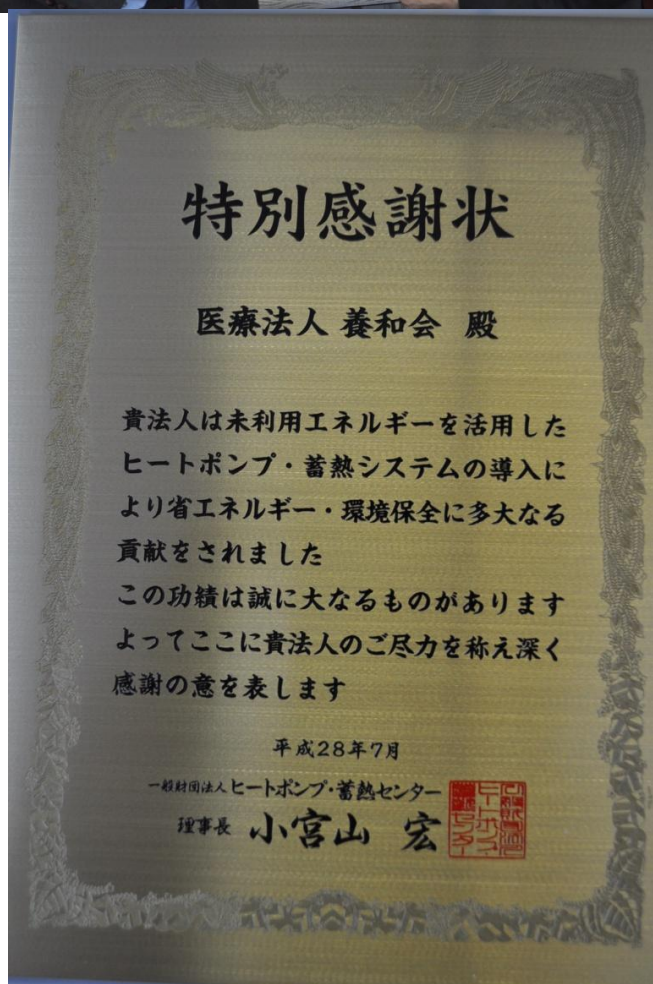 特別感謝状
医療法人 養和会 殿
貴法人は未利用エネルギーを活用した
ヒートポンプ・蓄熱システムの導入に
より省エネルギー・環境保全に多大なる
貢献をされました
この功績は誠に大なるものがあります
よってここに貴法人のご尽力を称え深く
感謝の意を表します
平成28年7月
一般財団法人ヒートポンプ・蓄熱センター
理事長 小宮山 宏